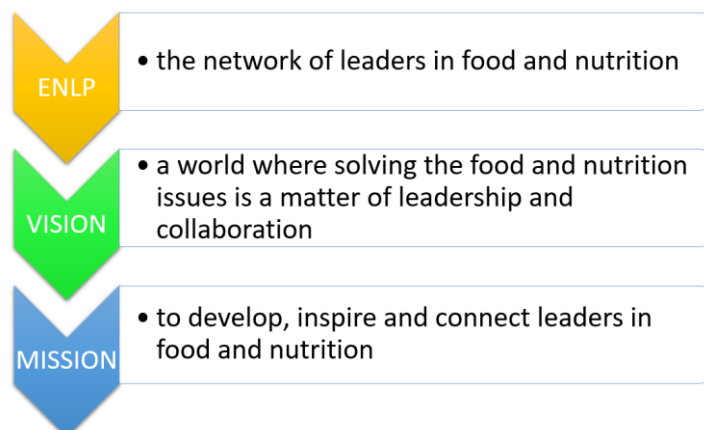 ENLP
• the network of leaders in food and nutrition
VISION
• a world where solving the food and nutrition
issues is a matter of leadership and
collaboration
MISSION
• to develop, inspire and connect leaders in
food and nutrition